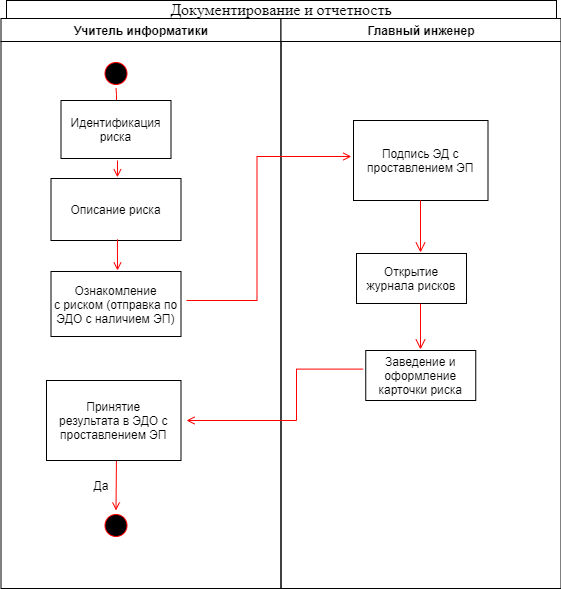 Документирование и отчетность
Учитель информатики
Главный инженер
Идентификация
риска
Описание риска
Ознакомление
с риском (отправка по
ЭДО с наличием ЭП)
Подпись ЭД с
проставлением ЭП
Открытие
журнала рисков
Заведение и
оформление
карточки риска
Принятие
результата в ЭДО с
проставлением ЭП
Да